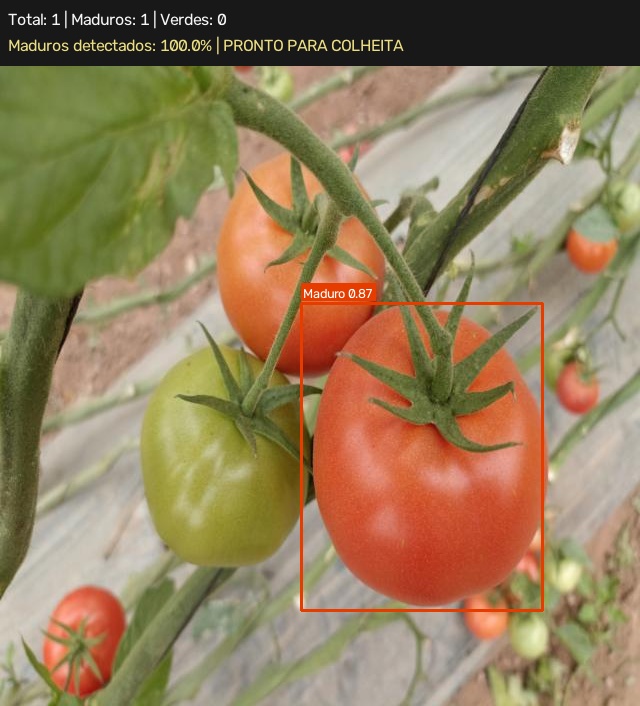 Total: 1 | Maduros: 1 | Verdes: 0
Maduros detectados: 100.0% | PRONTO PARA COLHEITA
Maduro 0.87